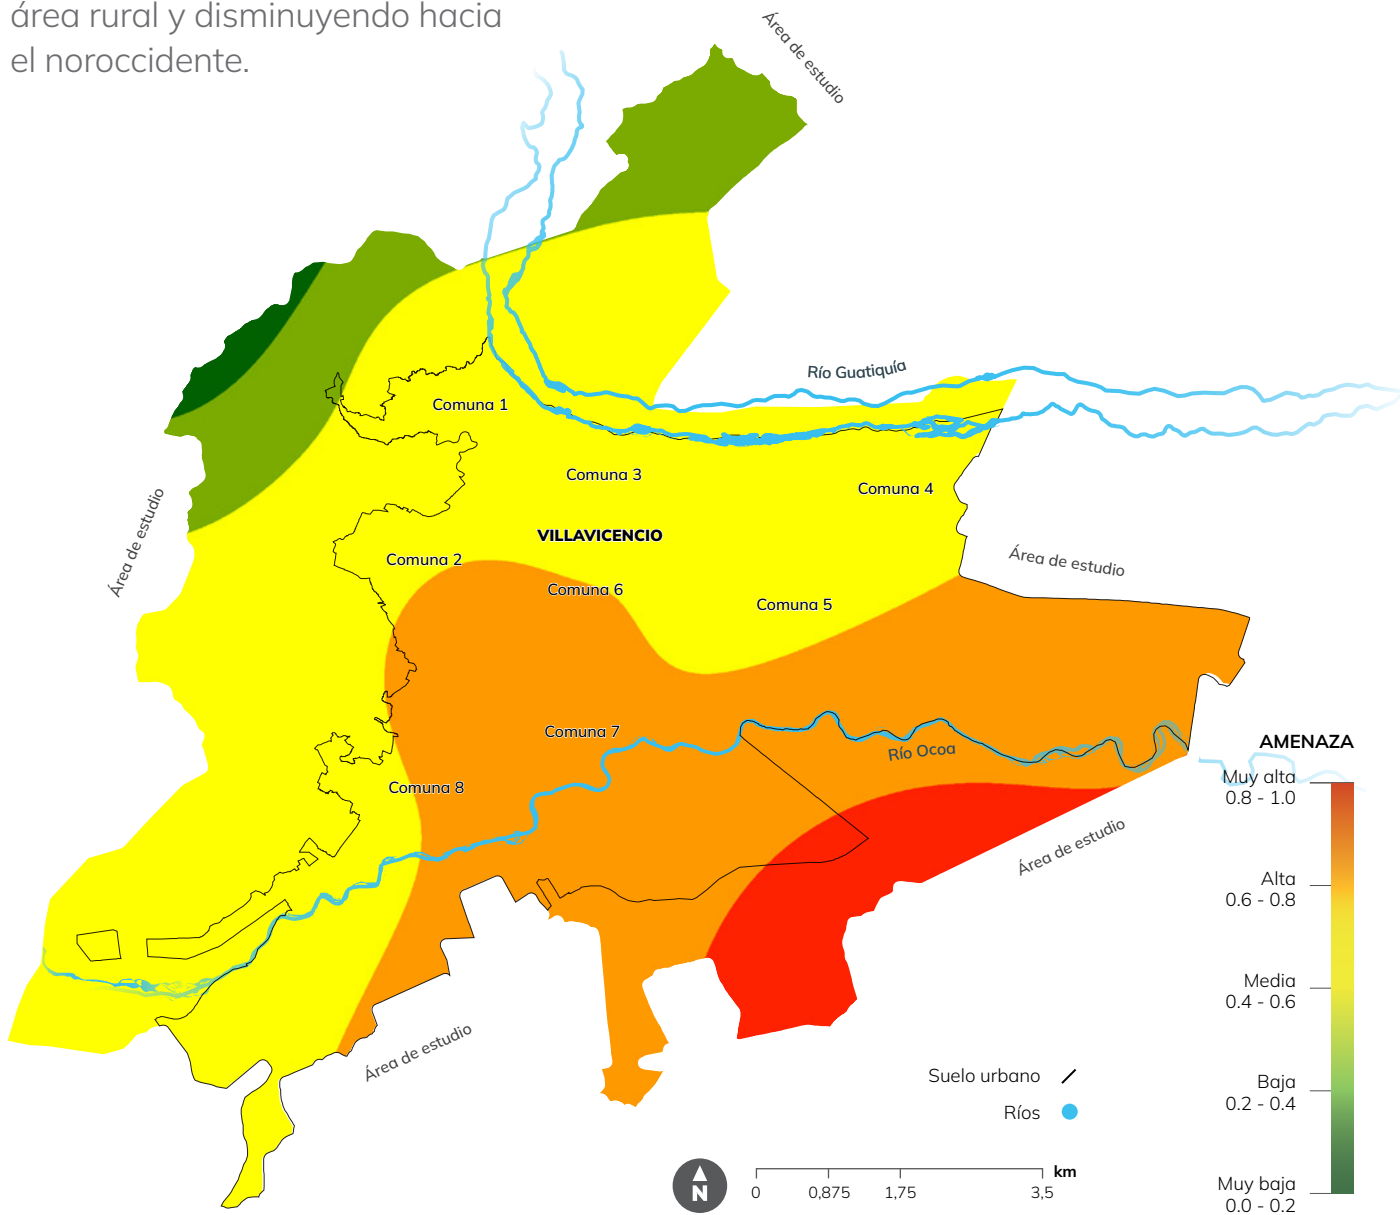 área rural y disminuyendo hacia
el noroccidente.
Área de estudio
Río Guatiquía
Comuna 1
Comuna 3
Comuna 4
Área de estudio
VILLAVICENCIO
Comuna 2
Área de estudio
Comuna 6
Comuna 5
Comuna 7
Río Ocoa
Comuna 8
Área de estudio
Área de estudio
AMENAZA
Muy alta
0.8 - 1.0
Alta
0.6 - 0.8
Media
0.4 - 0.6
Baja
0.2 - 0.4
Muy baja
0.0 - 0.2
Suelo urbano
Ríos
N
km
0 0,875 1,75 3,5